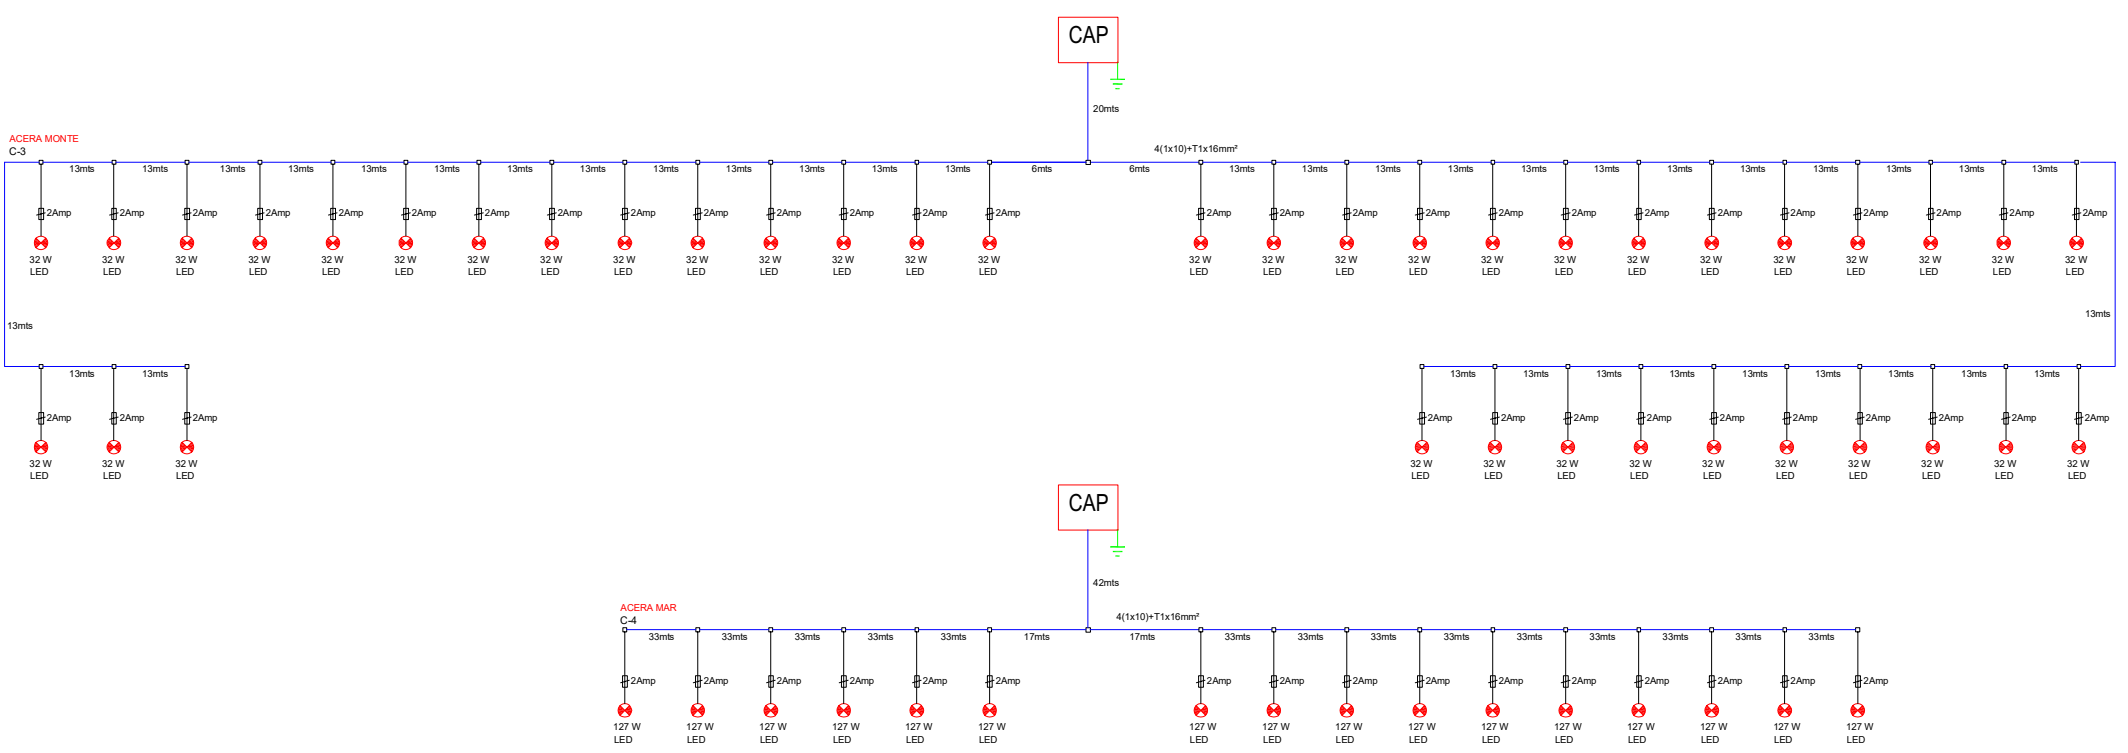 CAP
20mts
ACERA MONTE
C-3
4(1x10)+T1x16mm²
13mts 13mts 13mts 13mts 13mts 13mts 13mts 13mts 13mts 13mts 13mts 13mts 13mts 6mts 6mts 13mts 13mts 13mts 13mts 13mts 13mts 13mts 13mts 13mts 13mts 13mts 13mts
2Amp 2Amp 2Amp 2Amp 2Amp 2Amp 2Amp 2Amp 2Amp 2Amp 2Amp 2Amp 2Amp 2Amp 2Amp 2Amp 2Amp 2Amp 2Amp 2Amp 2Amp 2Amp 2Amp 2Amp 2Amp 2Amp 2Amp
32 W 32 W 32 W 32 W 32 W 32 W 32 W 32 W 32 W 32 W 32 W 32 W 32 W 32 W 32 W 32 W 32 W 32 W 32 W 32 W 32 W 32 W 32 W 32 W 32 W 32 W 32 W
LED LED LED LED LED LED LED LED LED LED LED LED LED LED LED LED LED LED LED LED LED LED LED LED LED LED LED
13mts 13mts
13mts 13mts 13mts 13mts 13mts 13mts 13mts 13mts 13mts 13mts 13mts
2Amp 2Amp 2Amp 2Amp 2Amp 2Amp 2Amp 2Amp 2Amp 2Amp 2Amp 2Amp 2Amp
32 W 32 W 32 W 32 W 32 W 32 W 32 W 32 W 32 W 32 W 32 W 32 W 32 W
LED LED LED LED LED LED LED LED LED LED LED LED LED
CAP
42mts
ACERA MAR
C-4
4(1x10)+T1x16mm²
33mts 33mts 33mts 33mts 33mts 17mts 17mts 33mts 33mts 33mts 33mts 33mts 33mts 33mts 33mts 33mts
2Amp 2Amp 2Amp 2Amp 2Amp 2Amp 2Amp 2Amp 2Amp 2Amp 2Amp 2Amp 2Amp 2Amp 2Amp 2Amp
127 W 127 W 127 W 127 W 127 W 127 W 127 W 127 W 127 W 127 W 127 W 127 W 127 W 127 W 127 W 127 W
LED LED LED LED LED LED LED LED LED LED LED LED LED LED LED LED